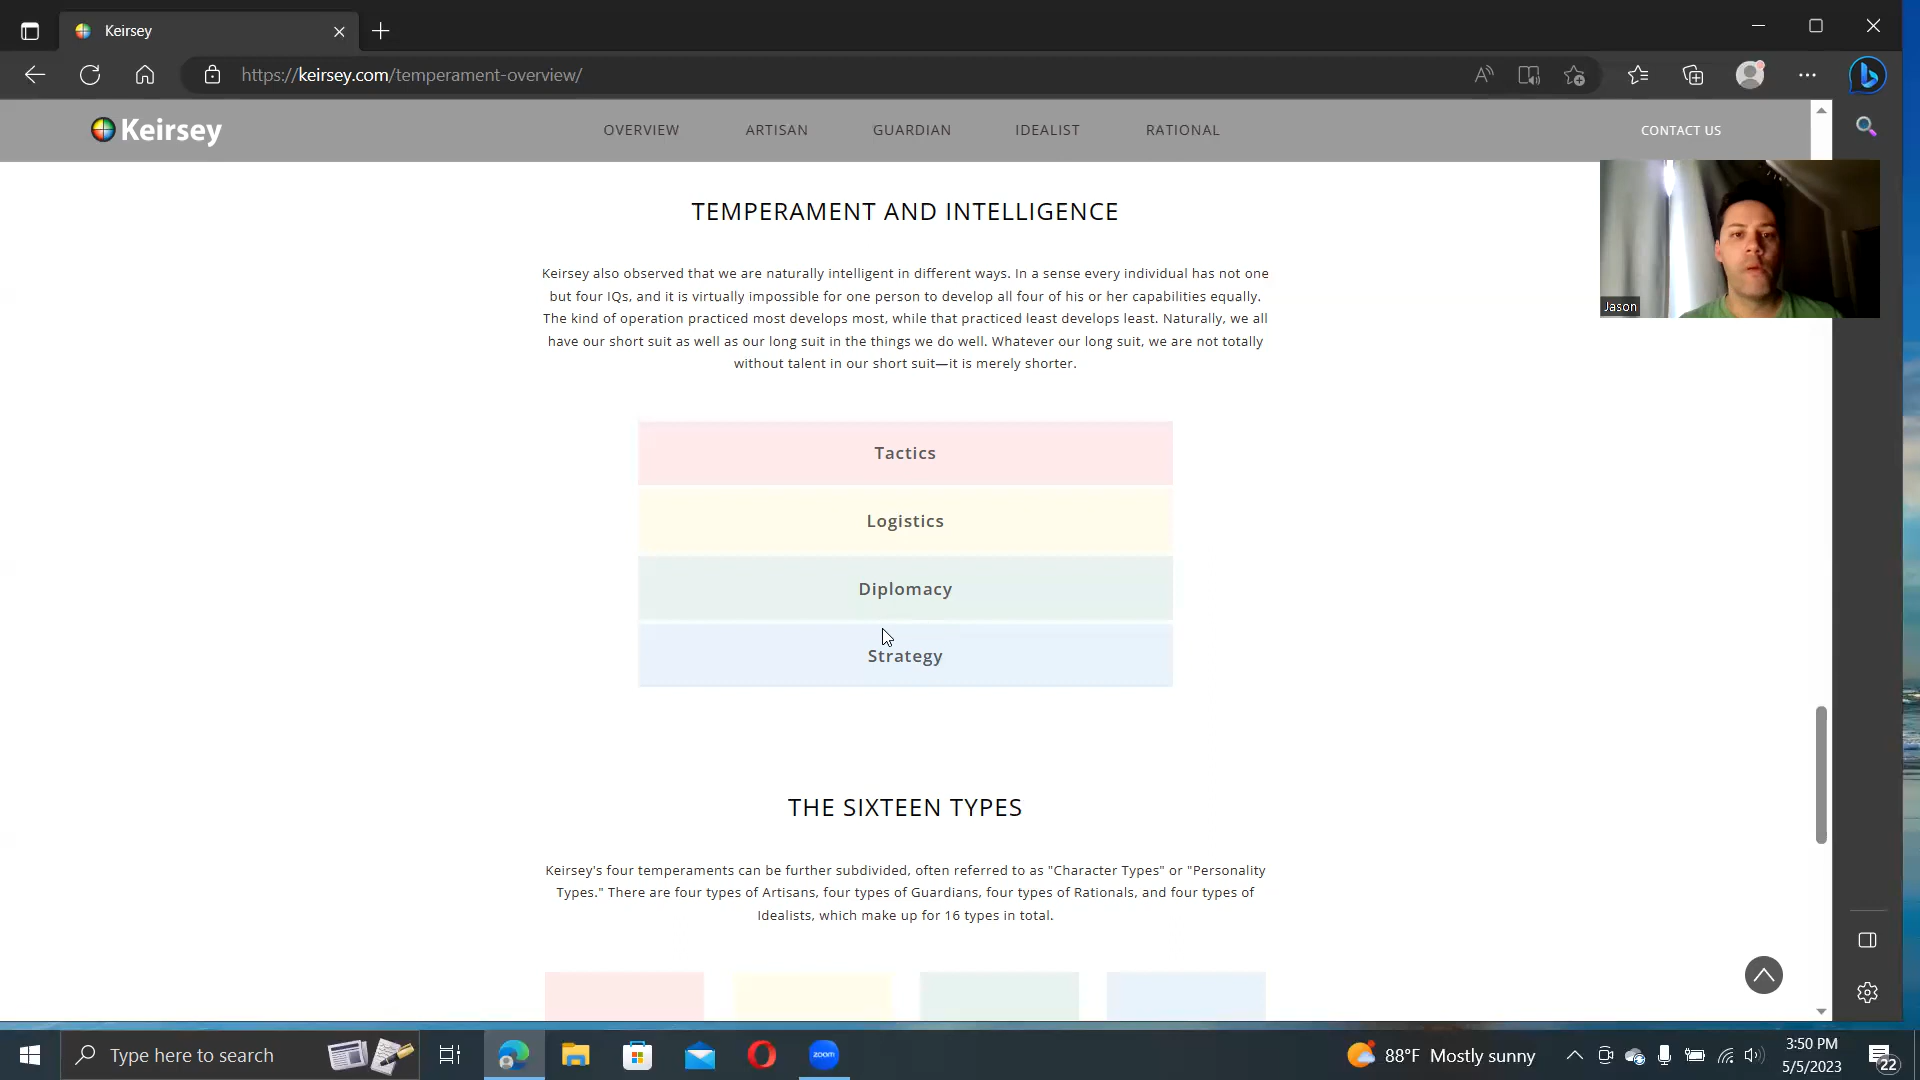 Keirsey
https://keirsey.com/temperament-overview/
Keirsey
OVERVIEW
ARTISAN
GUARDIAN
IDEALIST
RATIONAL
CONTACT US
TEMPERAMENT AND INTELLIGENCE
Keirsey also observed that we are naturally intelligent in different ways. In a sense every individual has not one
but four IQs, and it is virtually impossible for one person to develop all four of his or her capabilities equally.
The kind of operation practiced most develops most, while that practiced least develops least. Naturally, we all
have our short suit as well as our long suit in the things we do well. Whatever our long suit, we are not totally
without talent in our short suit—it is merely shorter.
Jason
Tactics
Logistics
Diplomacy
Strategy
THE SIXTEEN TYPES
Keirsey's four temperaments can be further subdivided, often referred to as "Character Types" or "Personality
Types." There are four types of Artisans, four types of Guardians, four types of Rationals, and four types of
Idealists, which make up for 16 types in total.
Type here to search
zoom
88°F Mostly sunny
3:50 PM
5/5/2023
22